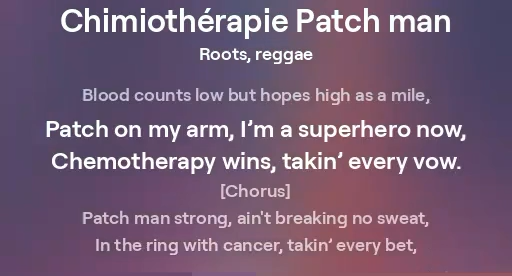 Chimiothérapie Patch man
Roots, reggae
Blood counts low but hopes high as a mile,
Patch on my arm, I’m a superhero now,
Chemotherapy wins, takin’ every vow.
[Chorus]
Patch man strong, ain't breaking no sweat,
In the ring with cancer, takin’ every bet,